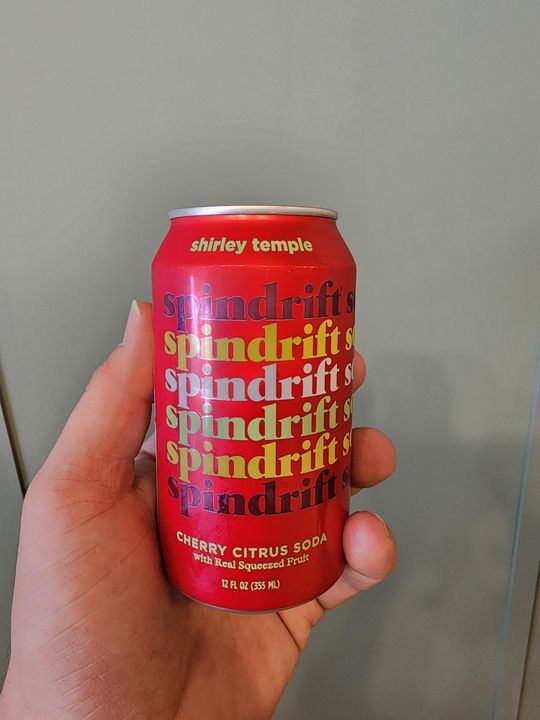 shirley temple
spindrift
spindrift
spindrift
spindrift
spindrift
spindrift
CHERRY CITRUS SODA
with Real Squeezed Fruit
12 FL OZ (355 ML)